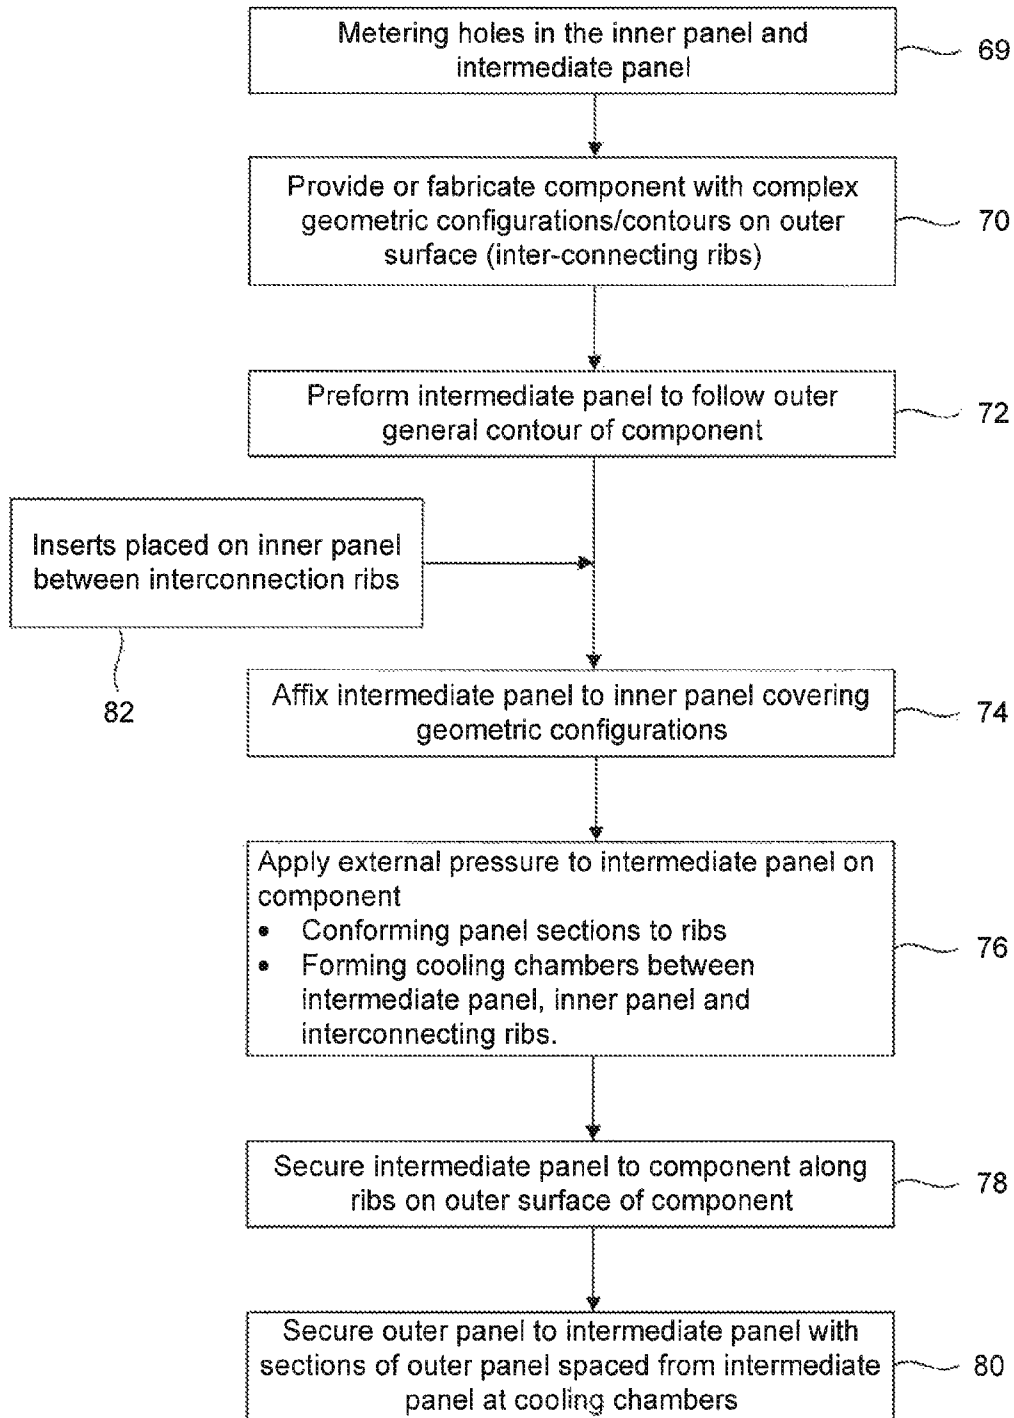 Metering holes in the inner panel and
intermediate panel
69
Provide or fabricate component with complex
geometric configurations/contours on outer
surface (inter-connecting ribs)
70
Preform intermediate panel to follow outer
general contour of component
72
Inserts placed on inner panel
between interconnection ribs
82
Affix intermediate panel to inner panel covering
geometric configurations
74
Apply external pressure to intermediate panel on
component
• Conforming panel sections to ribs
• Forming cooling chambers between
intermediate panel, inner panel and
interconnecting ribs.
76
Secure intermediate panel to component along
ribs on outer surface of component
78
Secure outer panel to intermediate panel with
sections of outer panel spaced from intermediate
panel at cooling chambers
80